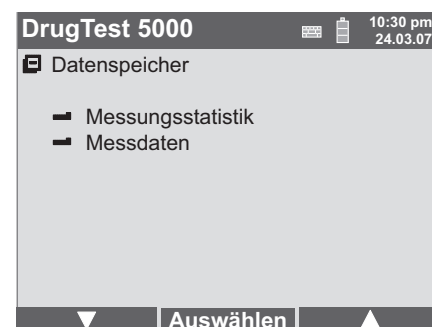 DrugTest 5000
10:30 pm
24.03.07
Datenspeicher
Messungsstatistik
Messdaten
Auswählen